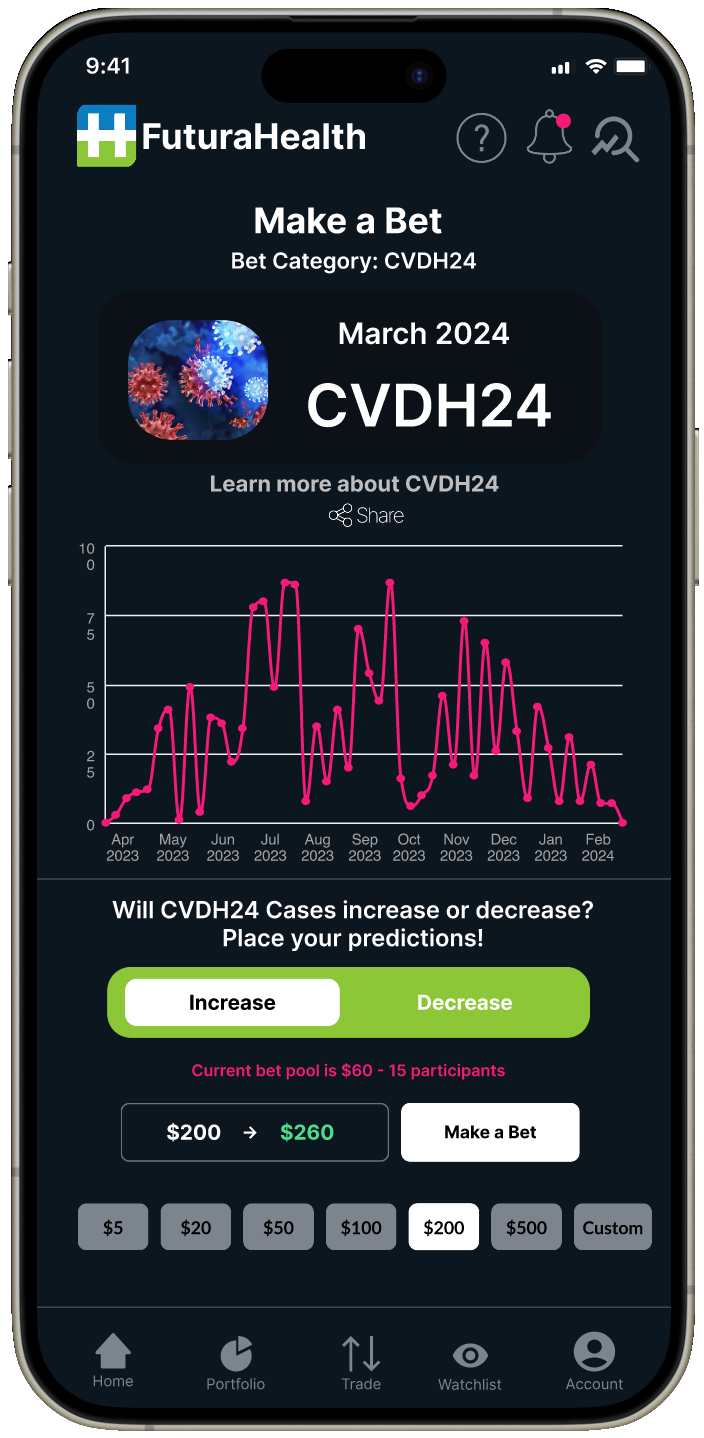 9:41
FuturaHealth
?
Make a Bet
Bet Category: CVDH24
March 2024
CVDH24
Learn more about CVDH24
Share
10
0
7
5
5
0
2
5
0
Apr May Jun Jul Aug Sep Oct Nov Dec Jan Feb
2023 2023 2023 2023 2023 2023 2023 2023 2023 2023 2024
Will CVDH24 Cases increase or decrease?
Place your predictions!
Increase Decrease
Current bet pool is $60 - 15 participants
$200 → $260 Make a Bet
$5 $20 $50 $100 $200 $500 Custom
Home Portfolio Trade Watchlist Account